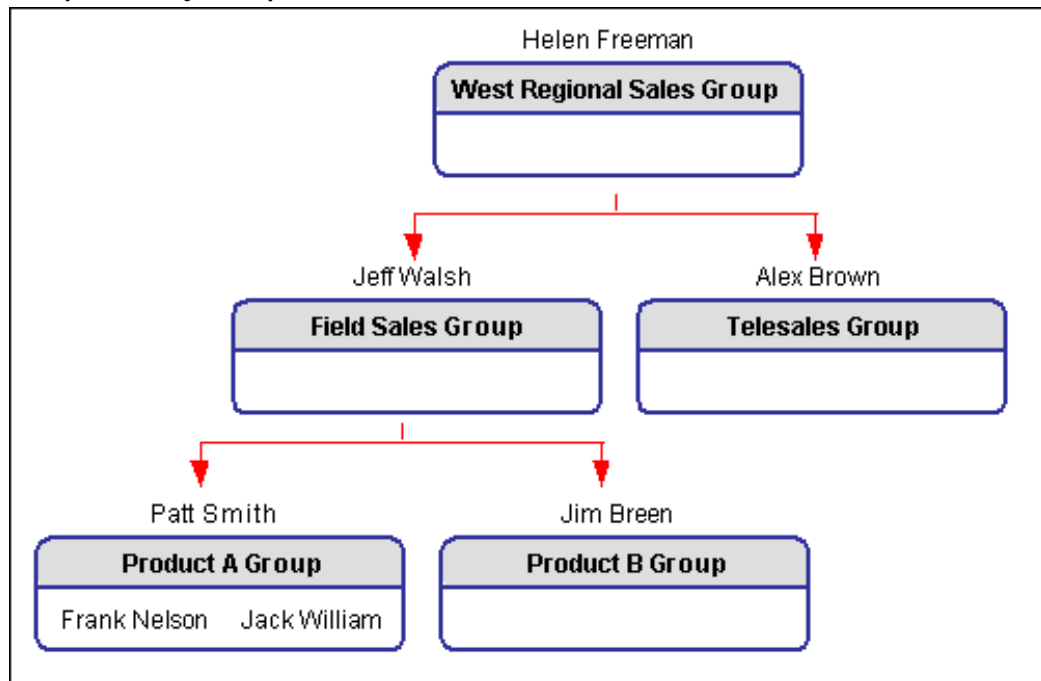 Helen Freeman
West Regional Sales Group
Jeff Walsh Alex Brown
Field Sales Group Telesales Group
Patt Smith Jim Breen
Product A Group Product B Group
Frank Nelson Jack William